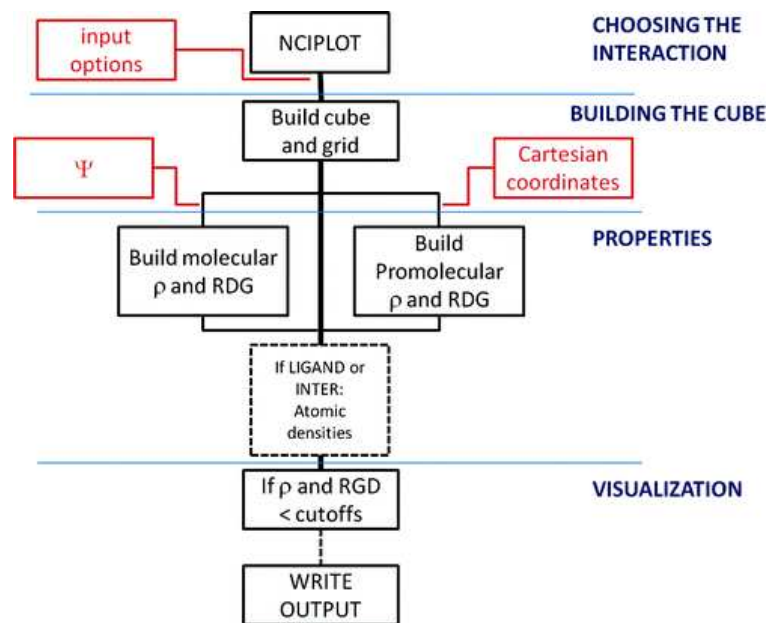 input
options
NCIPLOT
CHOOSING THE
INTERACTION
Build cube
and grid
BUILDING THE CUBE
Ψ
Cartesian
coordinates
PROPERTIES
Build molecular
ρ and RDG
Build
Promolecular
ρ and RDG
If LIGAND or
INTER:
Atomic
densities
If ρ and RGD
< cutoffs
VISUALIZATION
WRITE
OUTPUT